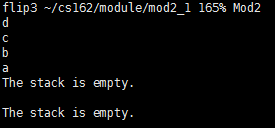 flip3 ~/cs162/module/mod2_1 165% Mod2
d
c
b
a
The stack is empty.
The stack is empty.